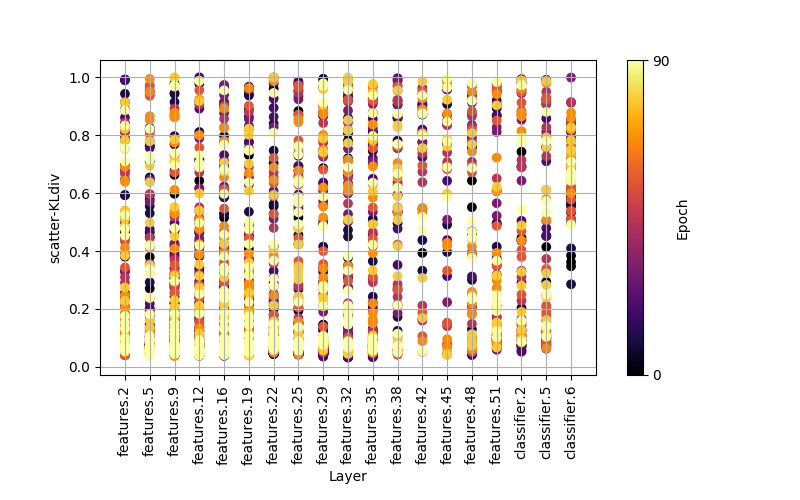 1.0
0.8
0.6
0.4
0.2
0.0
scatter-KLdiv
features.2
features.5
features.9
features.12
features.16
features.19
features.22
features.25
features.29
features.32
features.35
features.38
features.42
features.45
features.48
features.51
classifier.2
classifier.5
classifier.6
Layer
90
0
Epoch